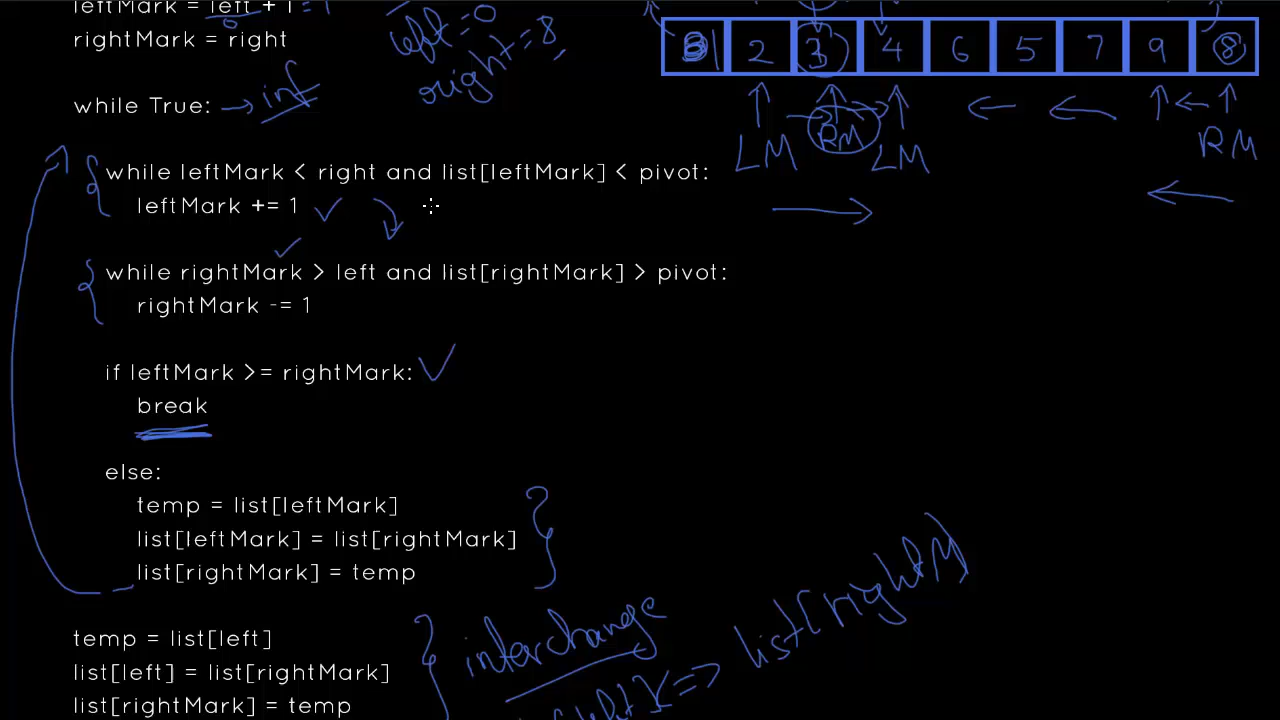 leftMark = left + 1
rightMark = right
left = 0
right = 8
while True: → inf
while leftMark < right and list[leftMark] < pivot:
leftMark += 1
while rightMark > left and list[rightMark] > pivot:
rightMark -= 1
if leftMark >= rightMark:
break
else:
temp = list[leftMark]
list[leftMark] = list[rightMark]
list[rightMark] = temp
temp = list[left]
list[left] = list[rightMark]
list[rightMark] = temp
interchange
=> list[rightM]
2 3 4 6 5 7 9 8
LM RM LM RM